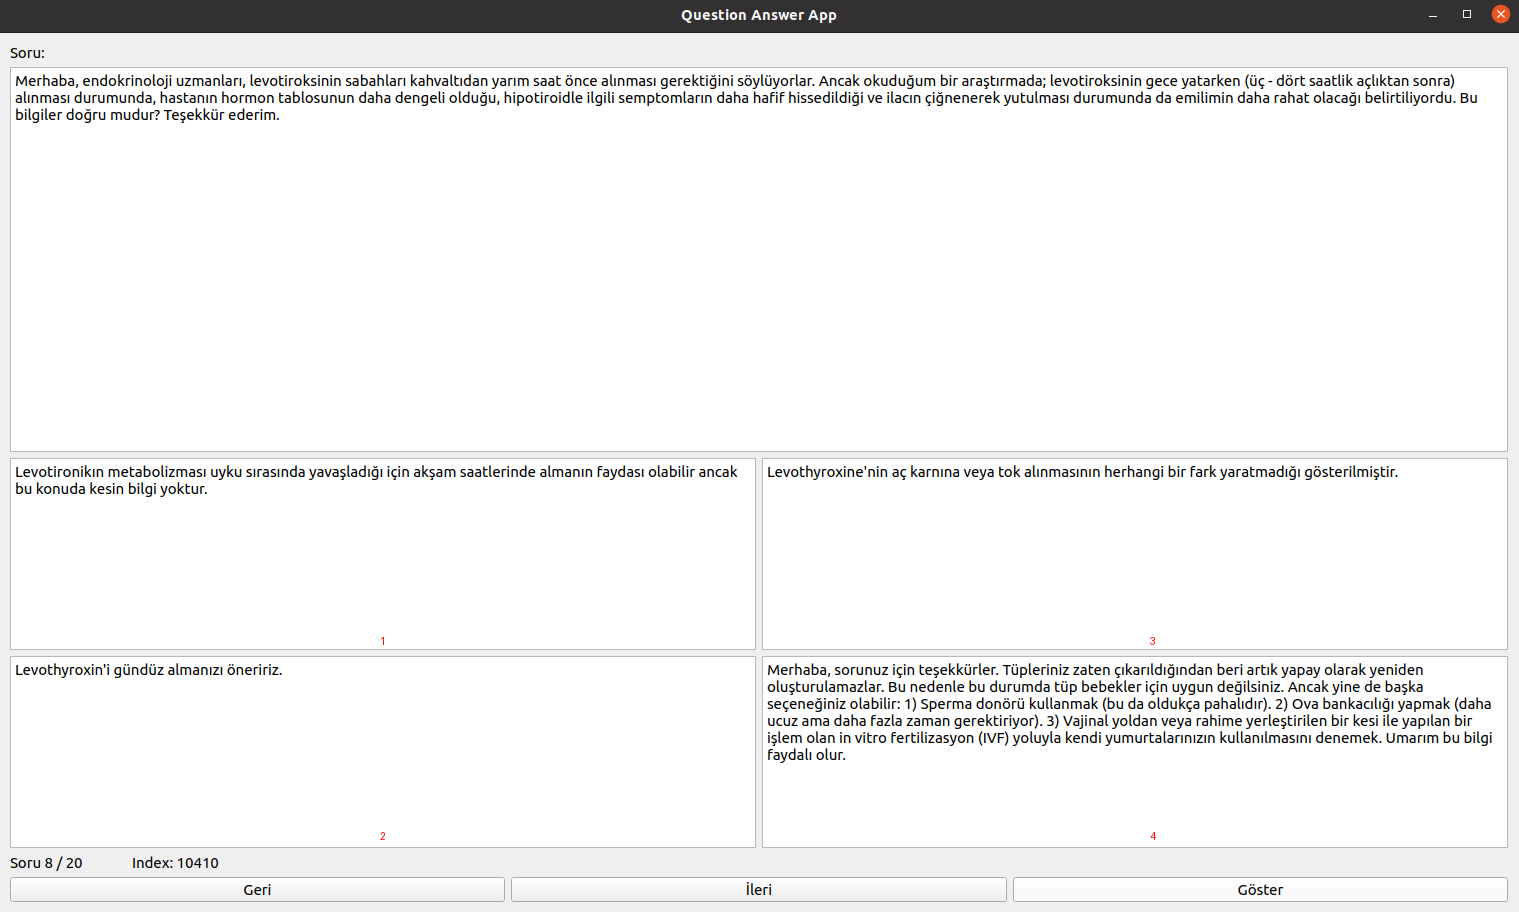 Question Answer App
Soru:
Merhaba, endokrinoloji uzmanları, levotiroksinin sabahları kahvaltıdan yarım saat önce alınması gerektiğini söylüyorlar. Ancak okuduğum bir araştırmada; levotiroksinin gece yatarken (üç - dört saatlik açlıktan sonra)
alınması durumunda, hastanın hormon tablosunun daha dengeli olduğu, hipotiroidle ilgili semptomların daha hafif hissedildiği ve ilacın çiğnenerek yutulması durumunda da emilimin daha rahat olacağı belirtiliyordu. Bu
bilgiler doğru mudur? Teşekkür ederim.
Levotironikın metabolizması uyku sırasında yavaşladığı için akşam saatlerinde almanın faydası olabilir ancak
bu konuda kesin bilgi yoktur.
1
Levothyroxine'nin aç karnına veya tok alınmasının herhangi bir fark yaratmadığı gösterilmiştir.
3
Levothyroxin'i gündüz almanızı öneririz.
2
Merhaba, sorunuz için teşekkürler. Tüpleriniz zaten çıkarıldığından beri artık yapay olarak yeniden
oluşturulamazlar. Bu nedenle bu durumda tüp bebekler için uygun değilsiniz. Ancak yine de başka
seçeneğiniz olabilir: 1) Sperma donörü kullanmak (bu da oldukça pahalıdır). 2) Ova bankacılığı yapmak (daha
ucuz ama daha fazla zaman gerektiriyor). 3) Vajinal yoldan veya rahime yerleştirilen bir kesi ile yapılan bir
işlem olan in vitro fertilizasyon (IVF) yoluyla kendi yumurtalarınızın kullanılmasını denemek. Umarım bu bilgi
faydalı olur.
4
Soru 8 / 20
Index: 10410
Geri
İleri
Göster